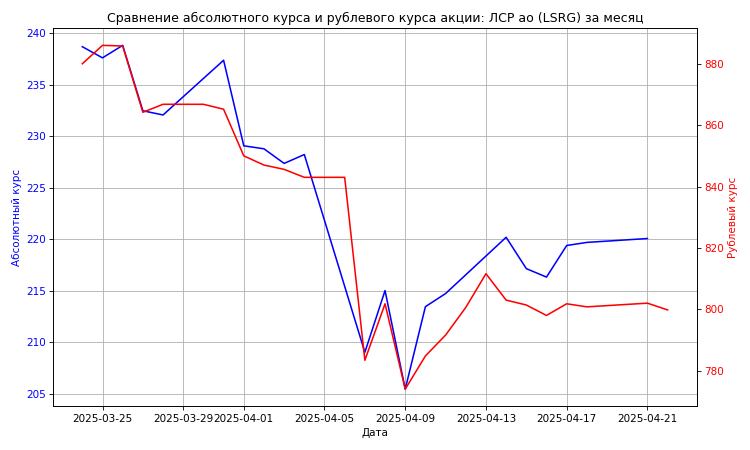 Сравнение абсолютного курса и рублевого курса акции: ЛСР ао (LSRG) за месяц
240
235
230
225
220
215
210
205
Абсолютный курс
880
860
840
820
800
780
Рублевый курс
2025-03-25 2025-03-29 2025-04-01 2025-04-05 2025-04-09 2025-04-13 2025-04-17 2025-04-21
Дата